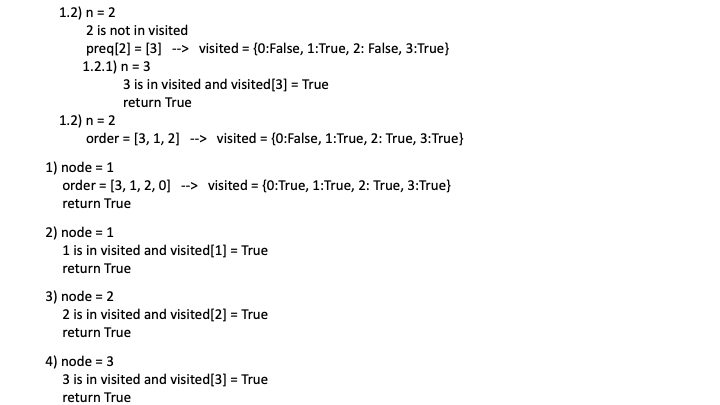 1.2) n = 2
2 is not in visited
preq[2] = [3] --> visited = {0:False, 1:True, 2: False, 3:True}
1.2.1) n = 3
3 is in visited and visited[3] = True
return True
1.2) n = 2
order = [3, 1, 2] --> visited = {0:False, 1:True, 2: True, 3:True}
1) node = 1
order = [3, 1, 2, 0] --> visited = {0:True, 1:True, 2: True, 3:True}
return True
2) node = 1
1 is in visited and visited[1] = True
return True
3) node = 2
2 is in visited and visited[2] = True
return True
4) node = 3
3 is in visited and visited[3] = True
return True